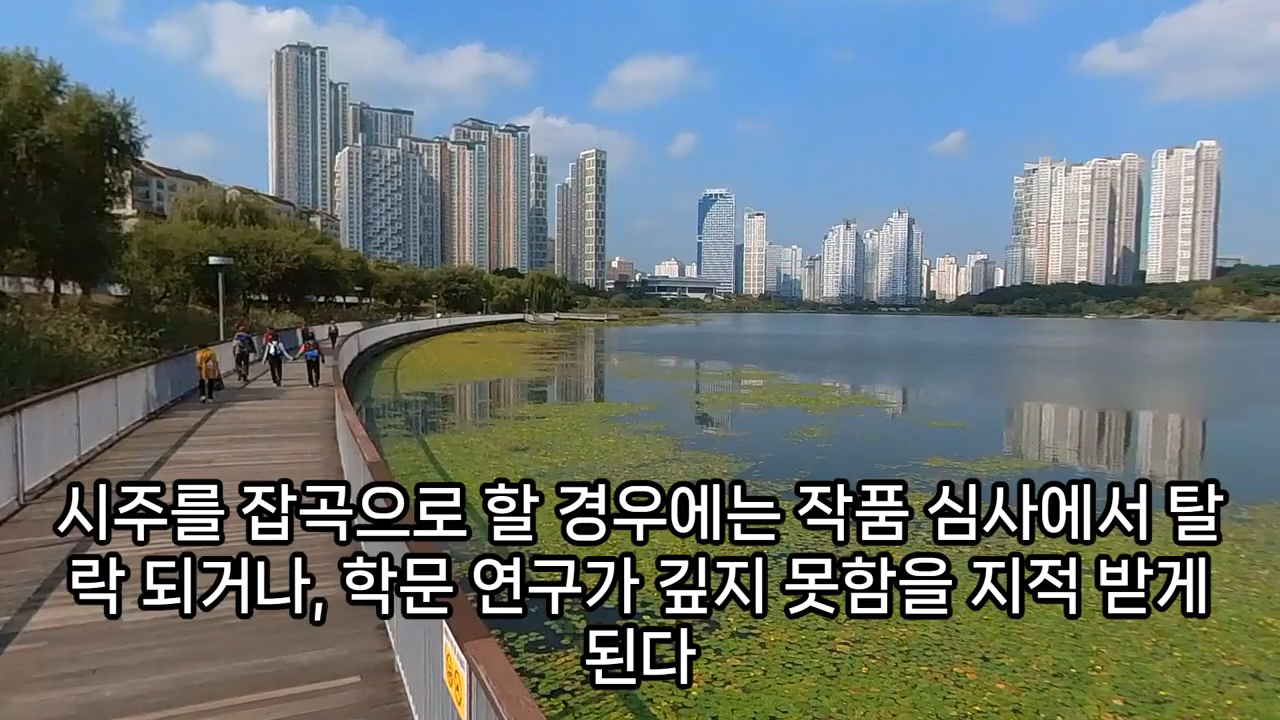 시주를 잡곡으로 할 경우에는 작품 심사에서 탈
락 되거나, 학문 연구가 깊지 못함을 지적 받게
된다